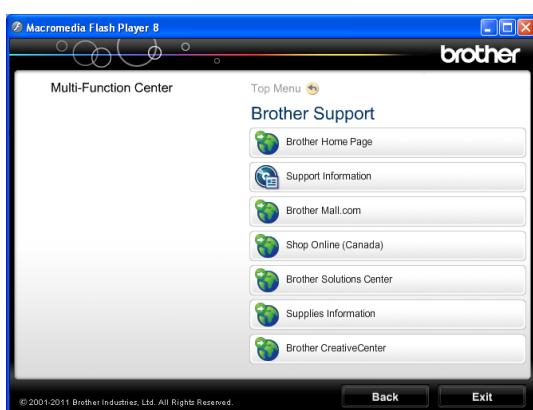 Macromedia Flash Player 8
brother
Multi-Function Center
Top Menu
Brother Support
Brother Home Page
Support Information
Brother Mall.com
Shop Online (Canada)
Brother Solutions Center
Supplies Information
Brother CreativeCenter
© 2001-2011 Brother Industries, Ltd. All Rights Reserved.
Back
Exit